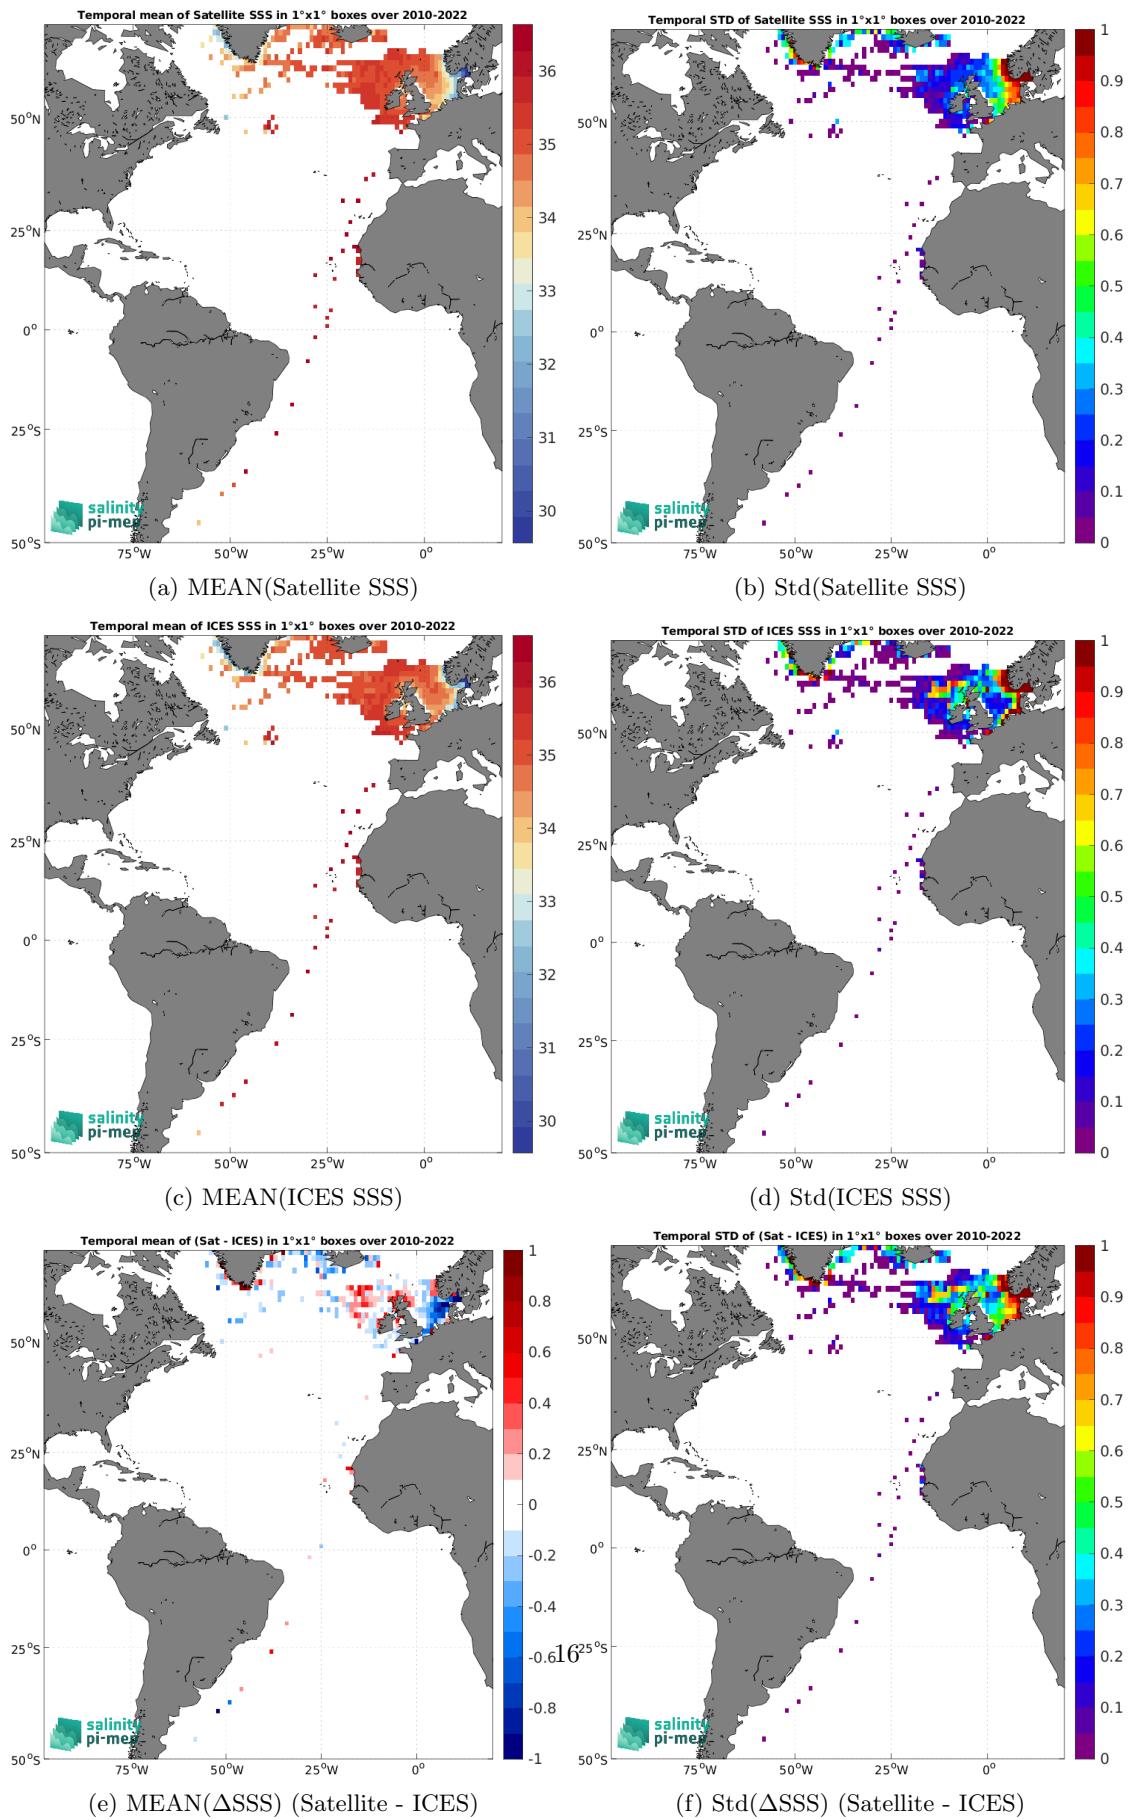 Temporal mean of Satellite SSS in 1°x1° boxes over 2010-2022
50°N
25°N
0°
25°S
50°S
75°W
50°W
25°W
0°
36
35
34
33
32
31
30
salinity
pi-mep
(a) MEAN(Satellite SSS)
Temporal STD of Satellite SSS in 1°x1° boxes over 2010-2022
50°N
25°N
0°
25°S
50°S
75°W
50°W
25°W
0°
1
0.9
0.8
0.7
0.6
0.5
0.4
0.3
0.2
0.1
0
salinity
pi-mep
(b) Std(Satellite SSS)
Temporal mean of ICES SSS in 1°x1° boxes over 2010-2022
50°N
25°N
0°
25°S
50°S
75°W
50°W
25°W
0°
36
35
34
33
32
31
30
salinity
pi-mep
(c) MEAN(ICES SSS)
Temporal STD of ICES SSS in 1°x1° boxes over 2010-2022
50°N
25°N
0°
25°S
50°S
75°W
50°W
25°W
0°
1
0.9
0.8
0.7
0.6
0.5
0.4
0.3
0.2
0.1
0
salinity
pi-mep
(d) Std(ICES SSS)
Temporal mean of (Sat - ICES) in 1°x1° boxes over 2010-2022
50°N
25°N
0°
25°S
50°S
75°W
50°W
25°W
0°
1
0.8
0.6
0.4
0.2
0
-0.2
-0.4
-0.6
-0.8
-1
salinity
pi-mep
(e) MEAN(ΔSSS) (Satellite - ICES)
Temporal STD of (Sat - ICES) in 1°x1° boxes over 2010-2022
50°N
25°N
0°
25°S
50°S
75°W
50°W
25°W
0°
1
0.9
0.8
0.7
0.6
0.5
0.4
0.3
0.2
0.1
0
salinity
pi-mep
(f) Std(ΔSSS) (Satellite - ICES)
16